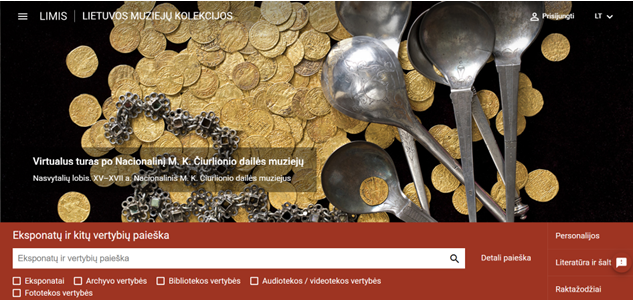 LIMIS LIETUVOS MUZIEJŲ KOLEKCIJOS Prisijungti LT
Virtualus turas po Nacionalinį M. K. Čiurlionio dailės muziejų
Nasvytalių lobis. XV–XVII a. Nacionalinis M. K. Čiurlionio dailės muziejus
Eksponatų ir kitų vertybių paieška
Eksponatų ir kitų vertybių paieška
Detali paieška
Eksponatai Archyvo vertybės Bibliotekos vertybės Audiotekos / videotekos vertybės
Fototekos vertybės
Personalijos
Literatūra ir šalt
Raktažodžiai